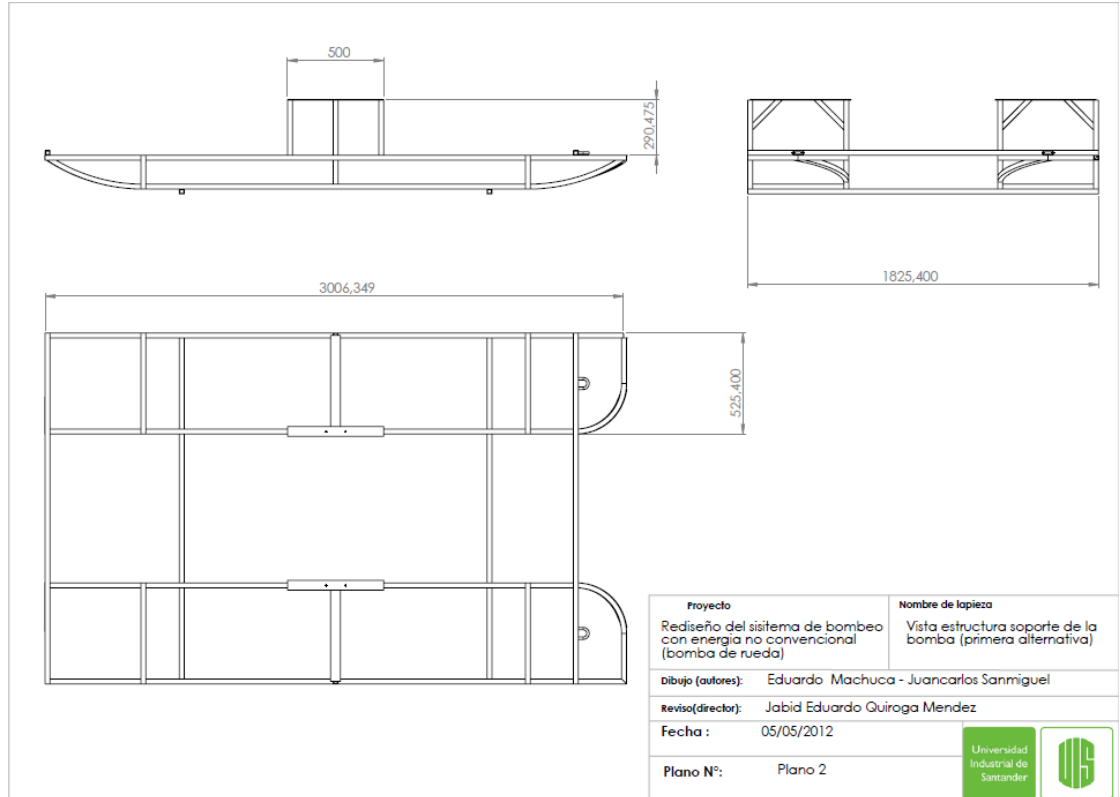 500
290,475
1825,400
3006,349
525,400
Proyecto
Rediseño del sisitema de bombeo
con energia no convencional
(bomba de rueda)
Nombre de lapieza
Vista estructura soporte de la
bomba (primera alternativa)
Dibujo (autores): Eduardo Machuca - Juancarlos Sanmiguel
Reviso(director): Jabid Eduardo Quiroga Mendez
Fecha : 05/05/2012
Plano N°: Plano 2
Universidad
Industrial de
Santander
UIS